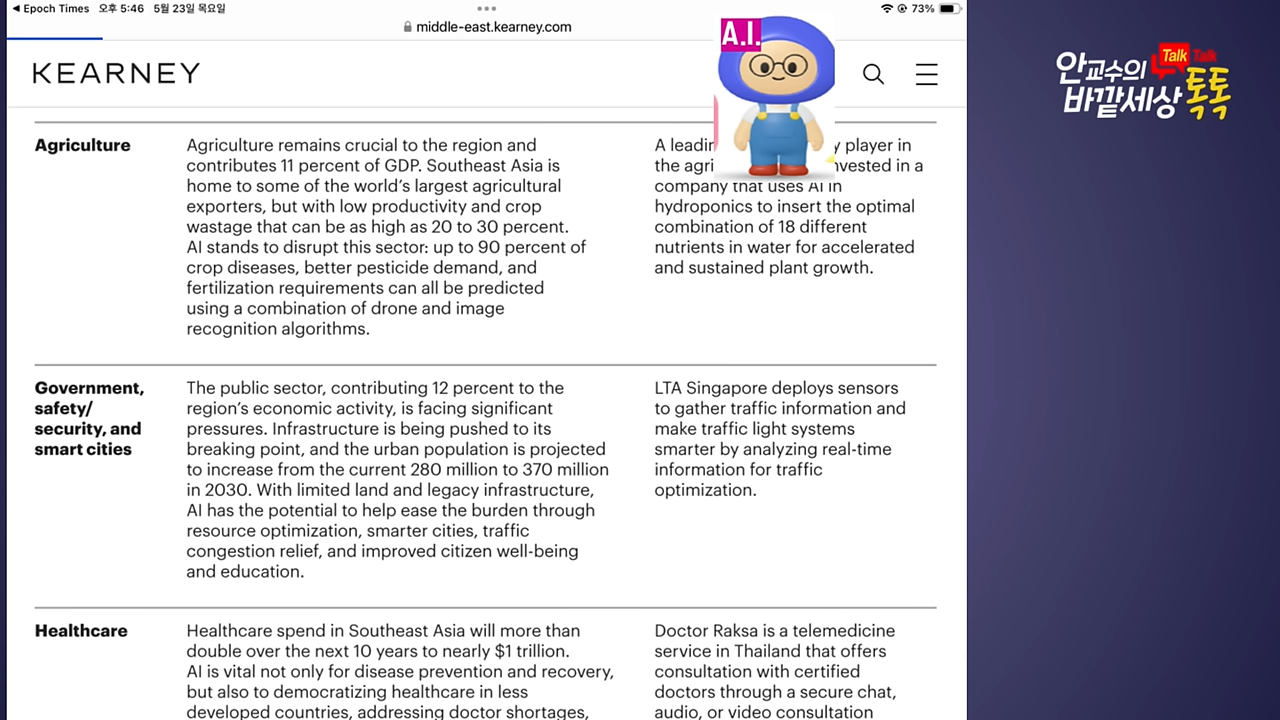 ◀ Epoch Times 오후 5:46 5월 23일 목요일
73%
middle-east.kearney.com
A.I.
KEARNEY
안교수의
바깥세상
Talk Talk
톡톡
Agriculture
Agriculture remains crucial to the region and
contributes 11 percent of GDP. Southeast Asia is
home to some of the world's largest agricultural
exporters, but with low productivity and crop
wastage that can be as high as 20 to 30 percent.
AI stands to disrupt this sector: up to 90 percent of
crop diseases, better pesticide demand, and
fertilization requirements can all be predicted
using a combination of drone and image
recognition algorithms.
A player in
the invested in a
company that uses AI in
hydroponics to insert the optimal
combination of 18 different
nutrients in water for accelerated
and sustained plant growth.
Government,
safety/
security, and
smart cities
The public sector, contributing 12 percent to the
region's economic activity, is facing significant
pressures. Infrastructure is being pushed to its
breaking point, and the urban population is projected
to increase from the current 280 million to 370 million
in 2030. With limited land and legacy infrastructure,
AI has the potential to help ease the burden through
resource optimization, smarter cities, traffic
congestion relief, and improved citizen well-being
and education.
LTA Singapore deploys sensors
to gather traffic information and
make traffic light systems
smarter by analyzing real-time
information for traffic
optimization.
Healthcare
Healthcare spend in Southeast Asia will more than
double over the next 10 years to nearly $1 trillion.
AI is vital not only for disease prevention and recovery,
but also to democratizing healthcare in less
developed countries, addressing doctor shortages,
Doctor Raksa is a telemedicine
service in Thailand that offers
consultation with certified
doctors through a secure chat,
audio, or video consultation